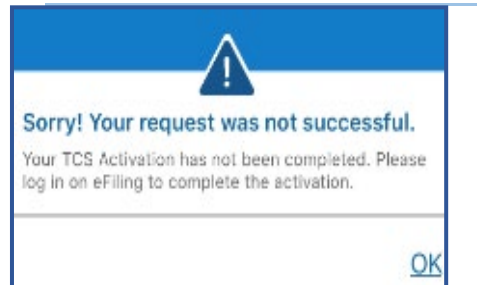 Sorry! Your request was not successful.
Your TCS Activation has not been completed. Please
log in on eFiling to complete the activation.
OK